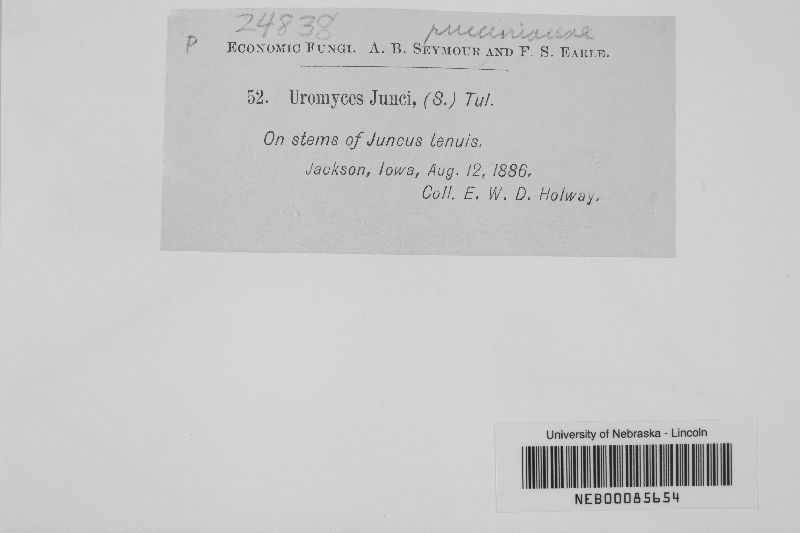 24838 pucciniaceae
P
ECONOMIC FUNGI. A. B. SEYMOUR AND F. S. EARLE.
52. Uromyces Junci, (S.) Tul.
On stems of Juncus tenuis.
Jackson, Iowa, Aug. 12, 1886.
Coll. E. W. D. Holway.
University of Nebraska - Lincoln
NEB00085654